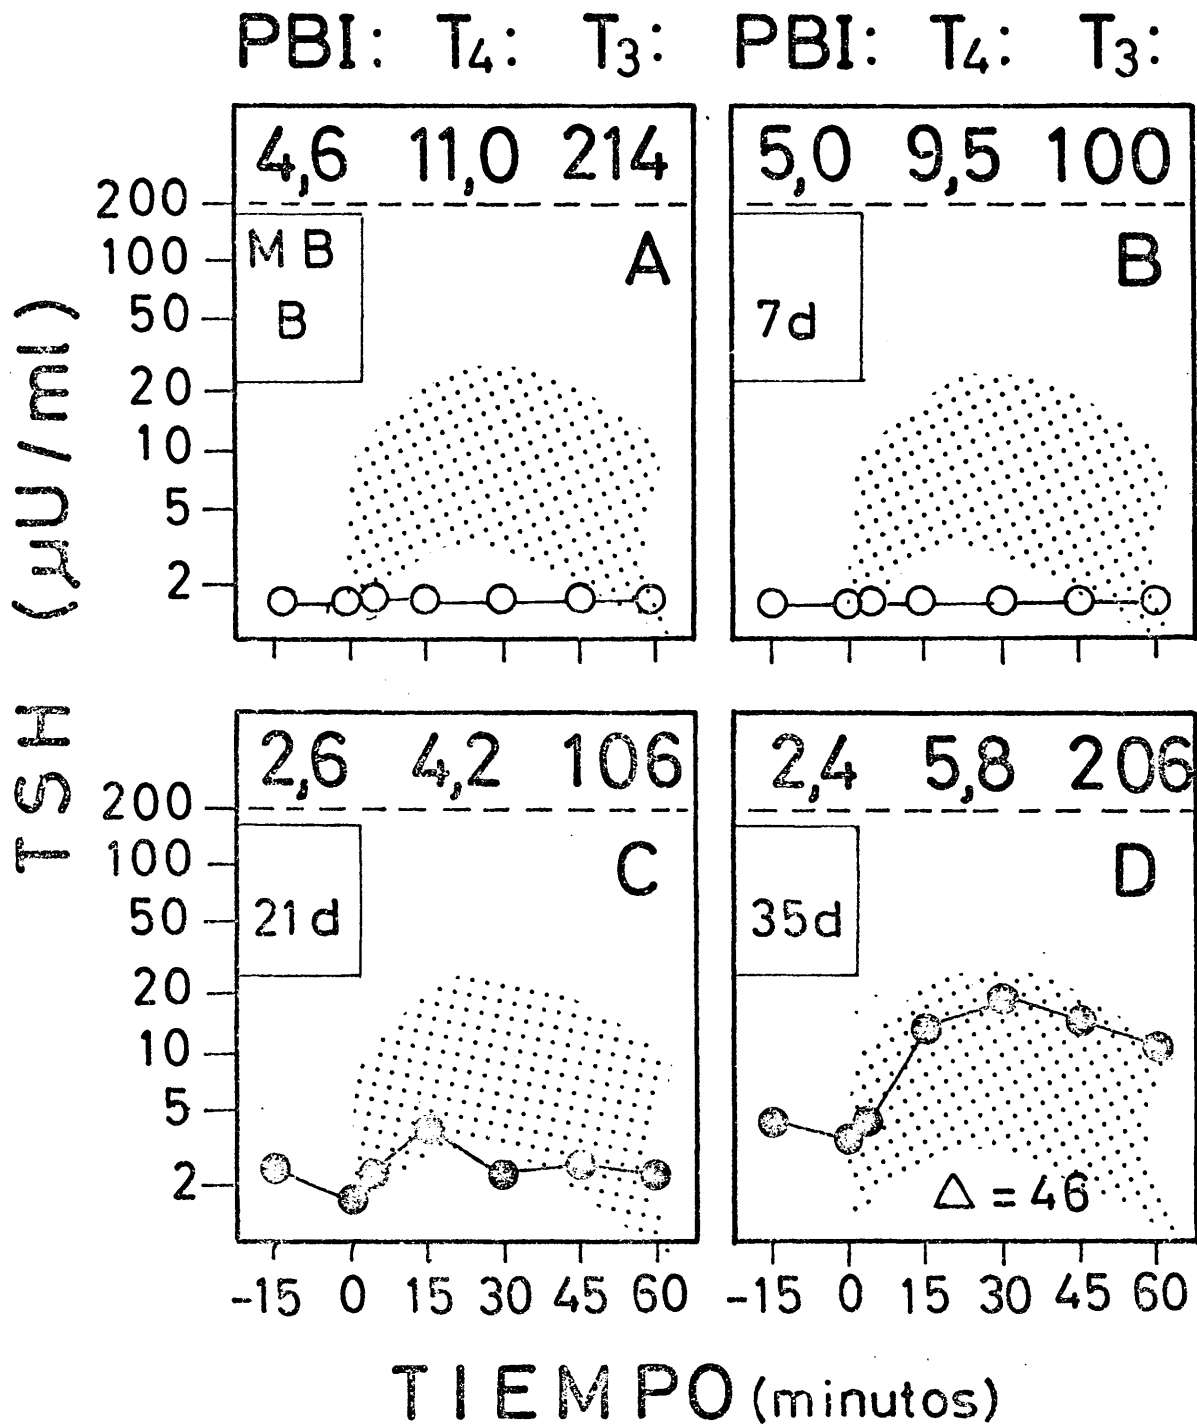 PBI: T4: T3: PBI: T4: T3:
4,6 11,0 214
5,0 9,5 100
200
100
50
20
10
5
2
M B
B
A
7d
B
TSH (µU/ml)
2,6 4,2 106
2,4 5,8 206
200
100
50
20
10
5
2
21 d
C
35d
D
△ = 46
-15 0 15 30 45 60
-15 0 15 30 45 60
TIEMPO (minutos)